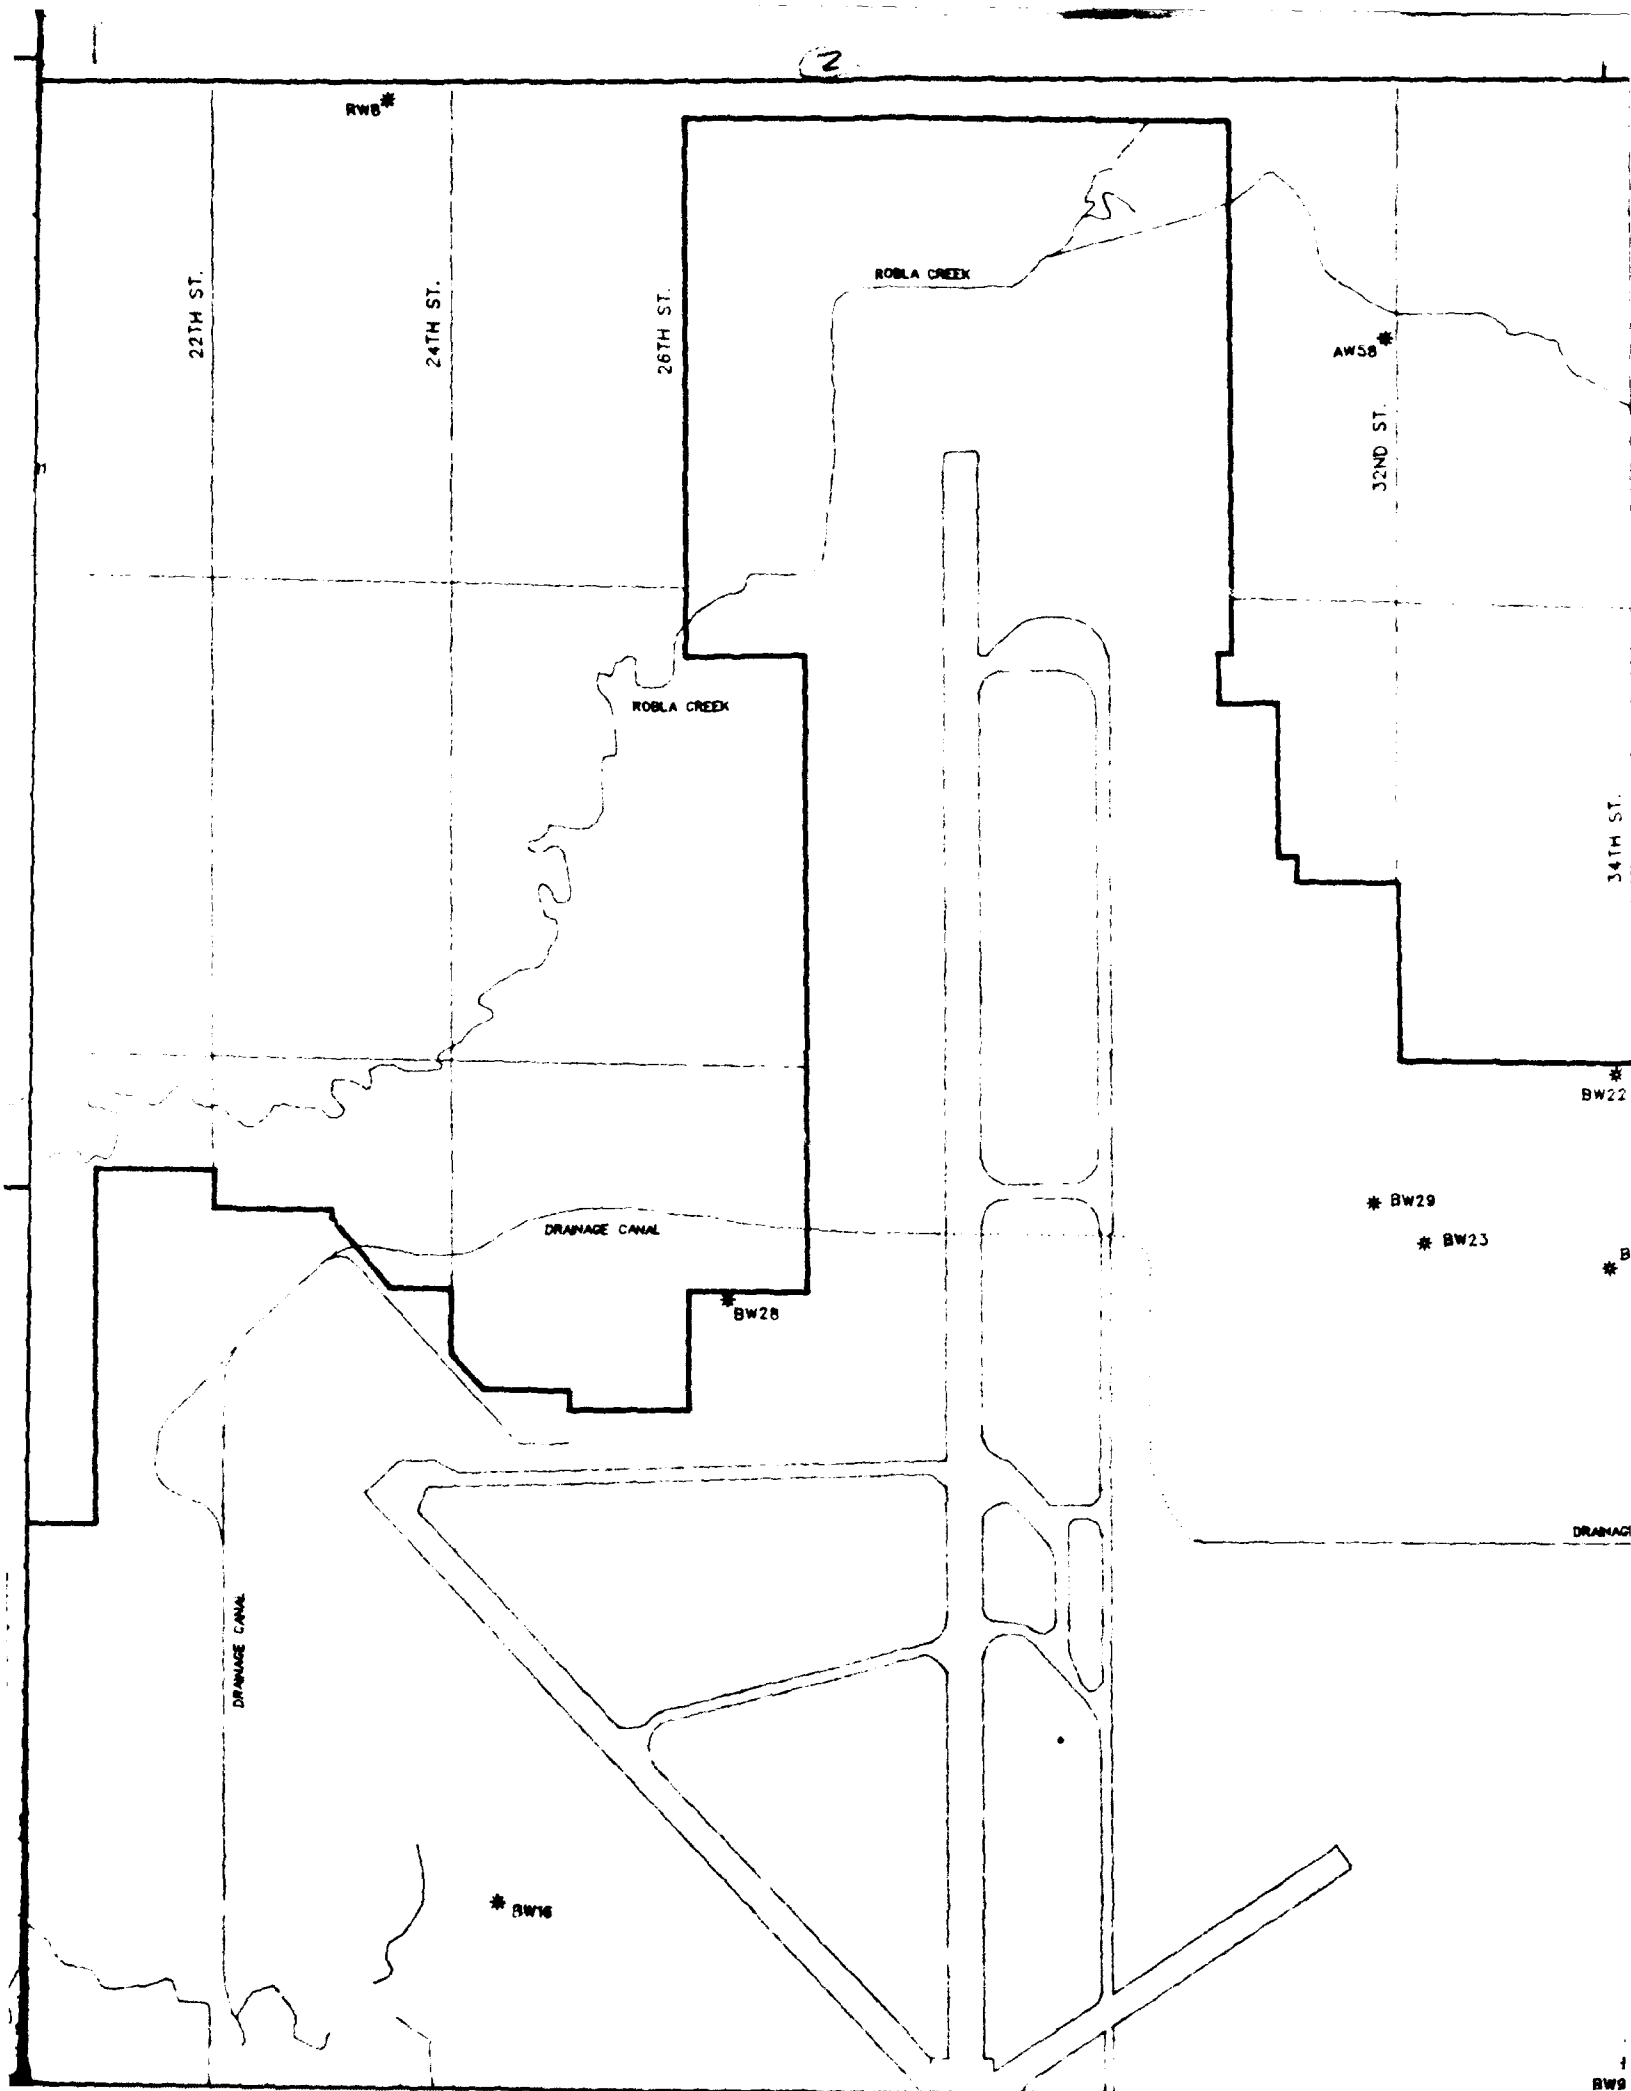 2
RW8
22TH ST.
24TH ST.
26TH ST.
ROBLA CREEK
AW58
32ND ST.
ROBLA CREEK
34TH ST.
BW22
BW29
BW23
B
DRAINAGE CANAL
BW28
DRAINAGE
DRAINAGE CANAL
BW16
BW9